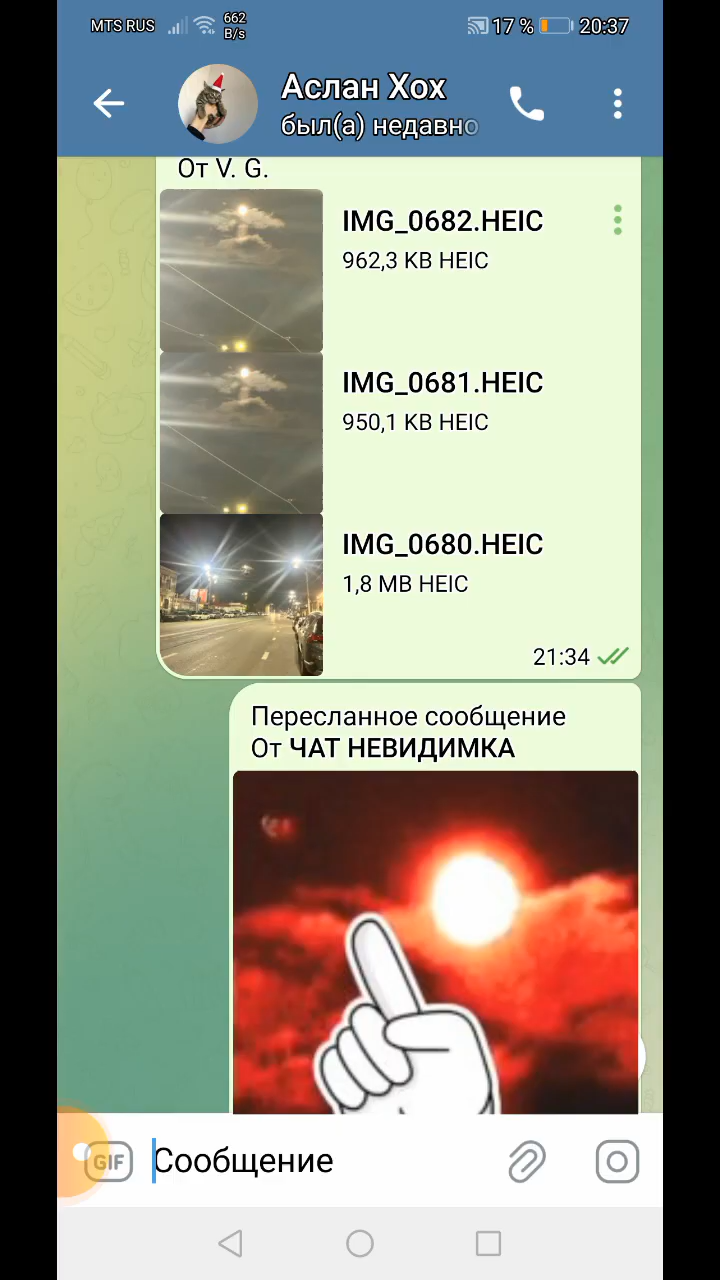 MTS RUS 662 B/s 17 % 20:37
Аслан Хох
был(а) недавно
От V. G.
IMG_0682.HEIC
962,3 KB HEIC
IMG_0681.HEIC
950,1 KB HEIC
IMG_0680.HEIC
1,8 MB HEIC
21:34
Пересланное сообщение
От ЧАТ НЕВИДИМКА
GIF Сообщение